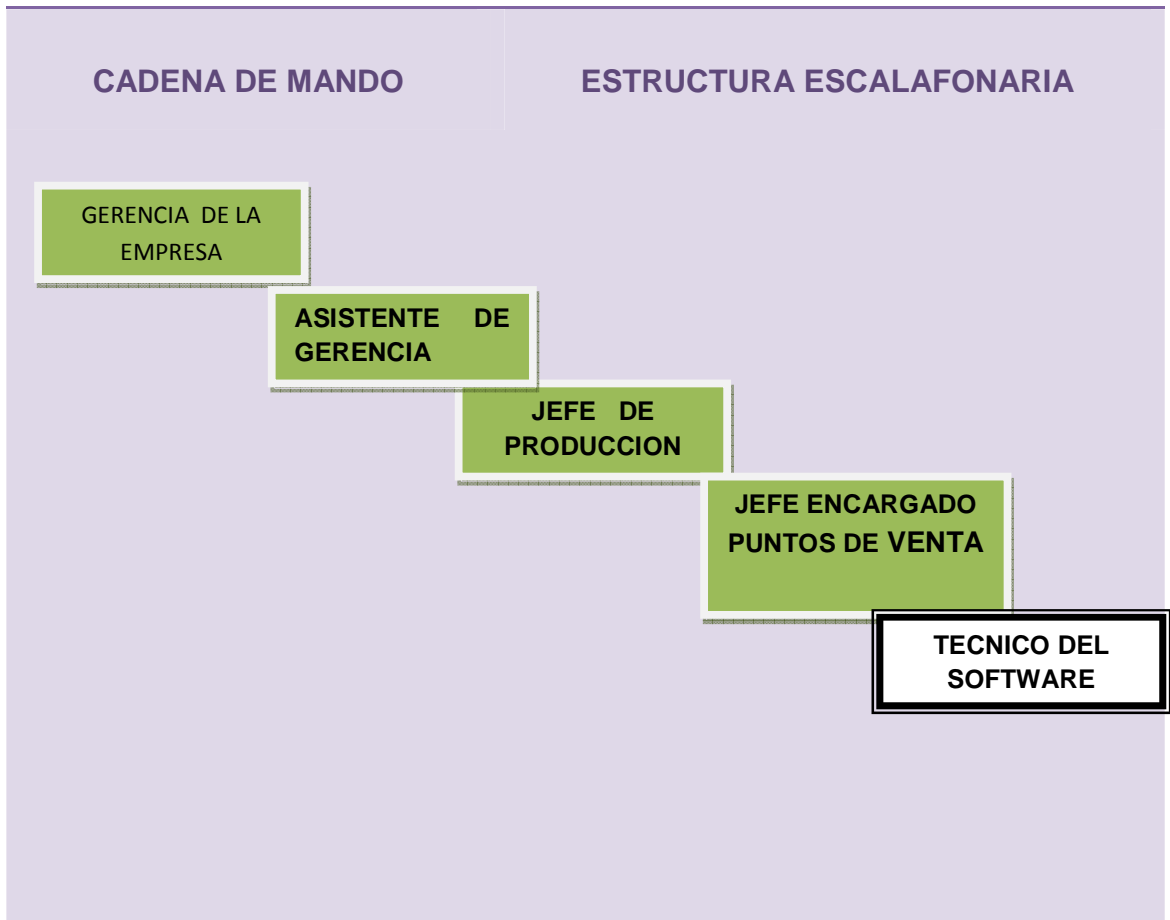 CADENA DE MANDO
ESTRUCTURA ESCALAFONARIA
GERENCIA DE LA
EMPRESA
ASISTENTE DE
GERENCIA
JEFE DE
PRODUCCION
JEFE ENCARGADO
PUNTOS DE VENTA
TECNICO DEL
SOFTWARE